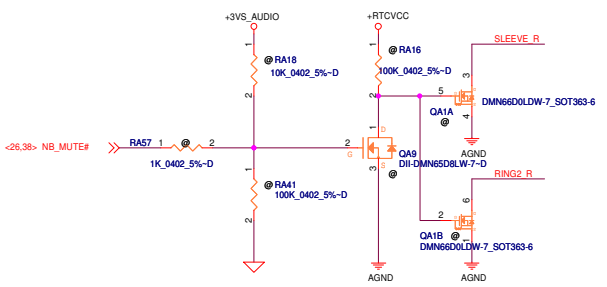 +3VS_AUDIO
+RTCVCC
SLEEVE_R
1
@ RA18
10K_0402_5%~D
2
1
@ RA16
100K_0402_5%~D
2
3
5
QA1A
@
4
DMN66D0LDW-7_SOT363-6
AGND
<26,38> NB_MUTE#
RA57 1
@
2
1K_0402_5%~D
2
G
1
D
S
3
QA9
DII-DMN65D8LW-7~D
@
1
@ RA41
100K_0402_5%~D
2
RING2_R
6
2
1
QA1B @
DMN66D0LDW-7_SOT363-6
AGND
AGND